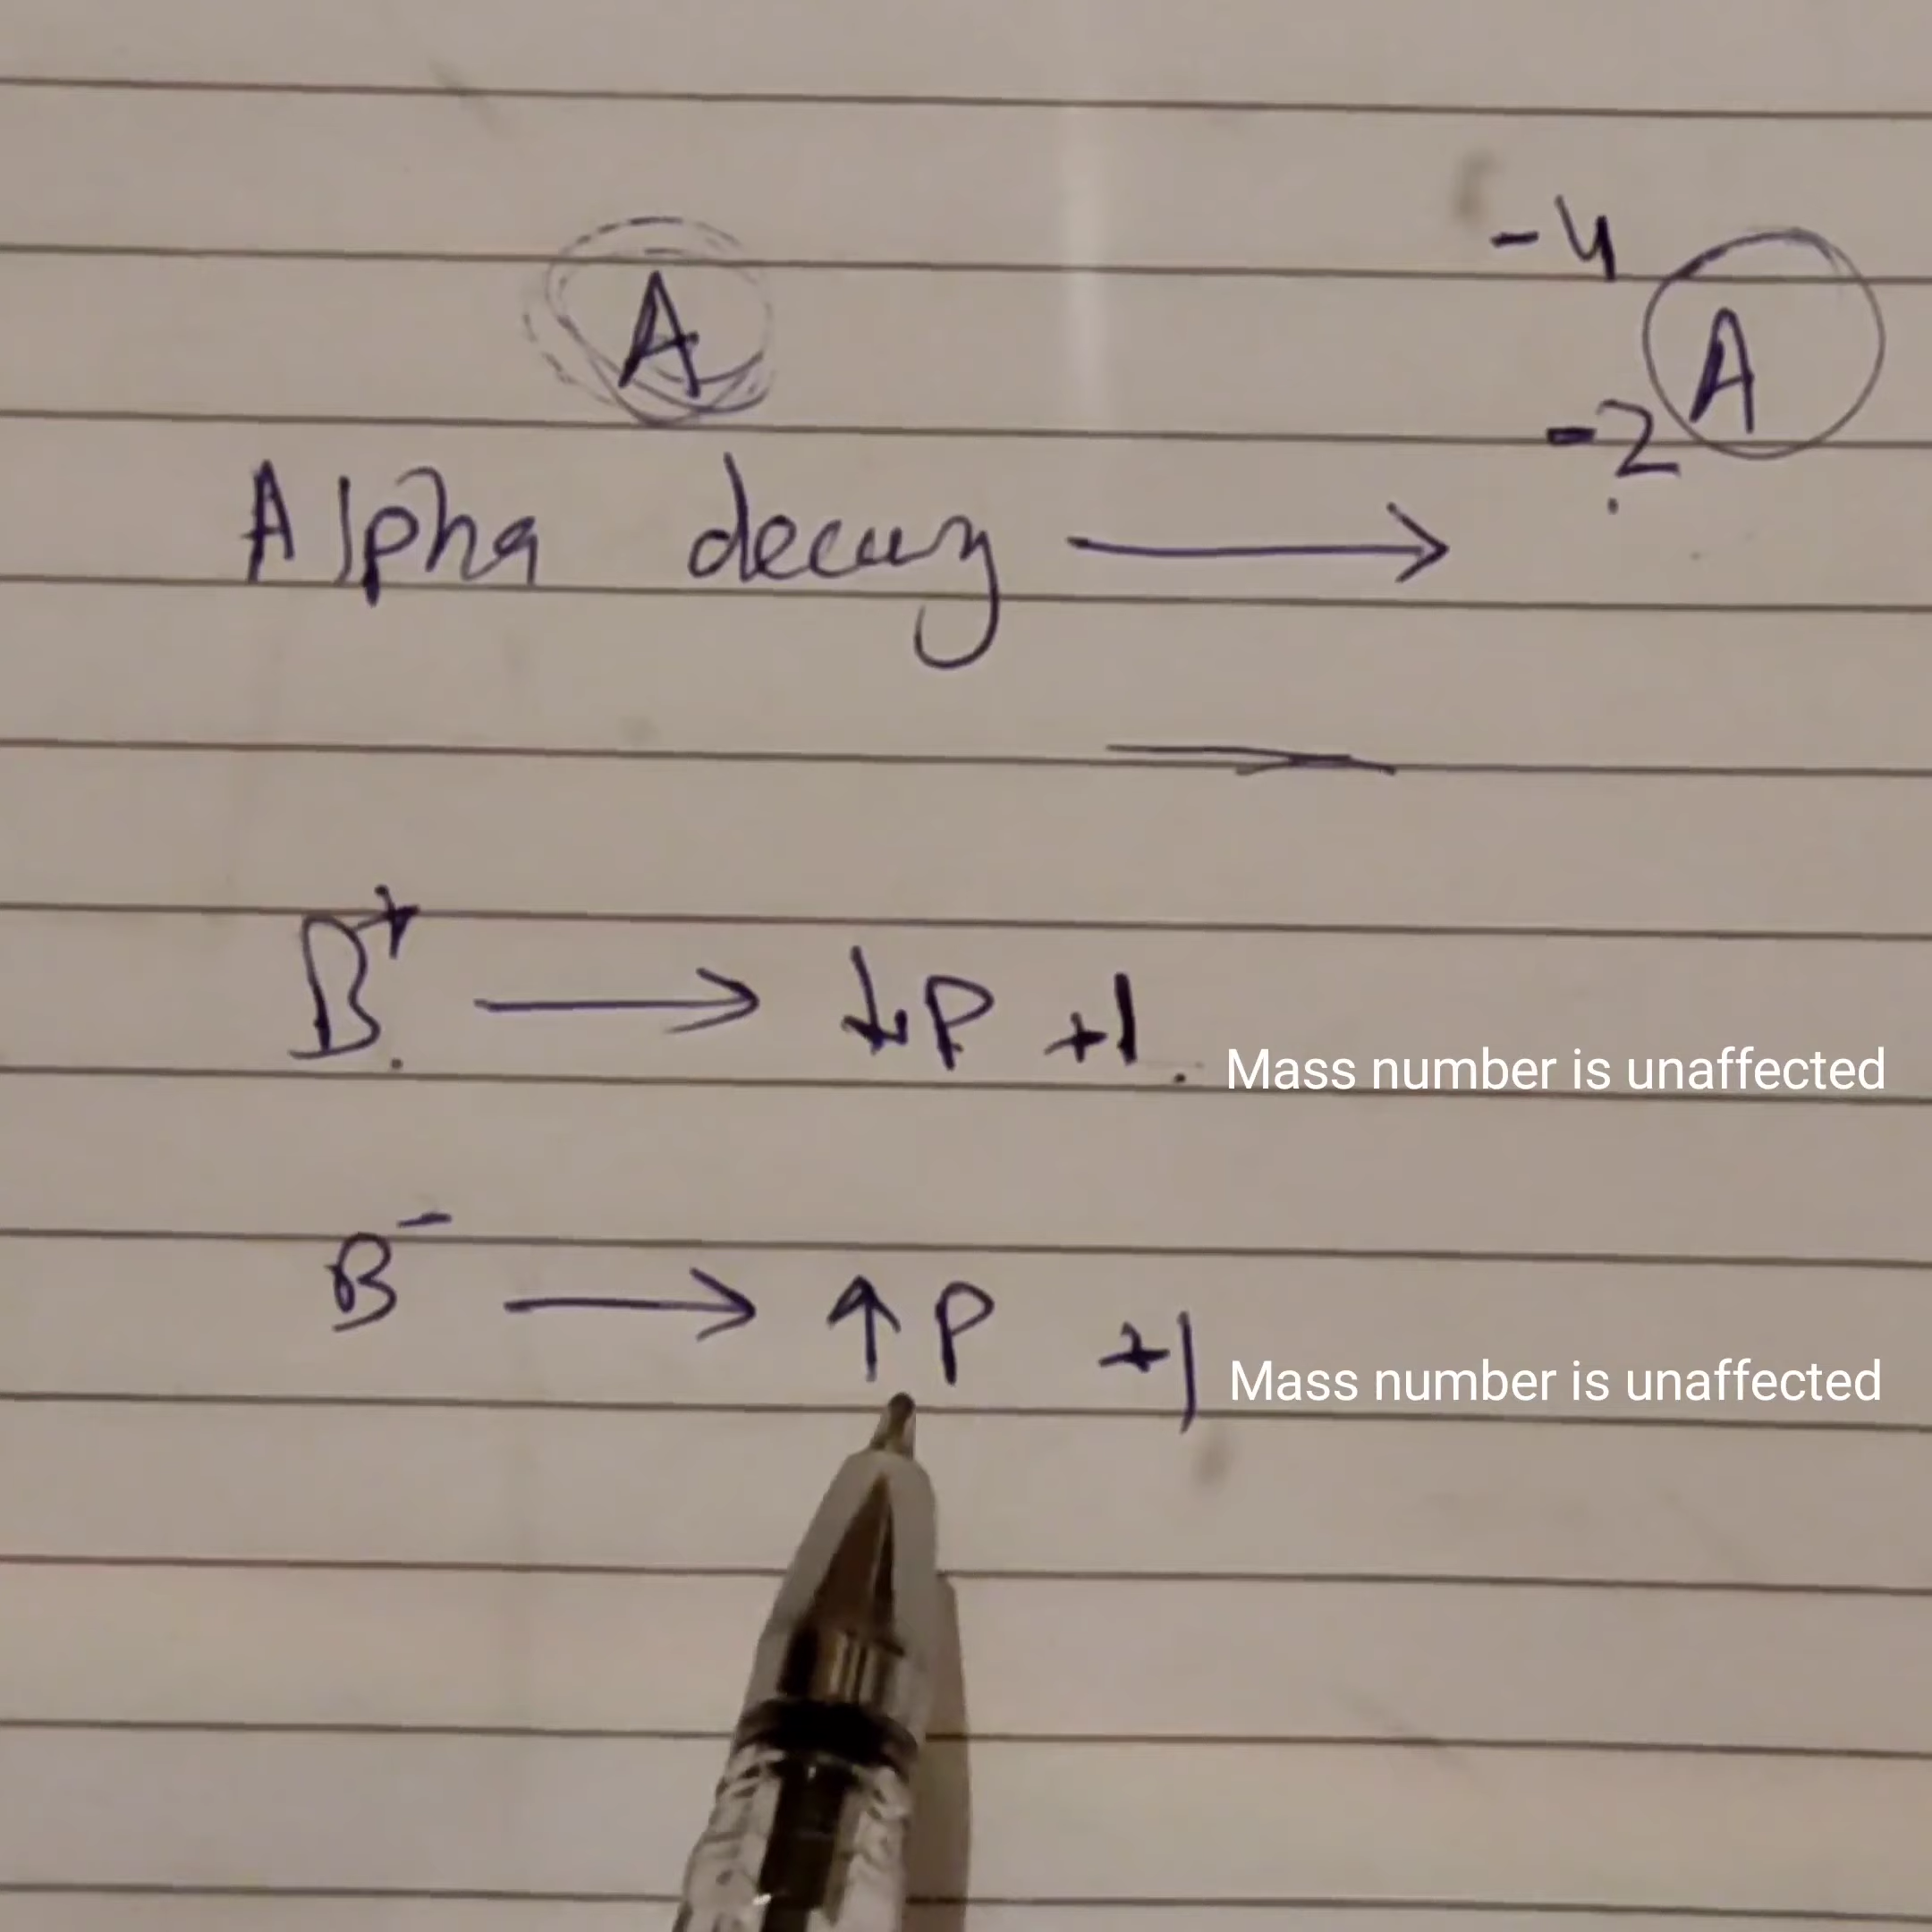 A
-4
A
-2
Alpha decay →
B+ → ↓P +1
Mass number is unaffected
B- → ↑P +1
Mass number is unaffected